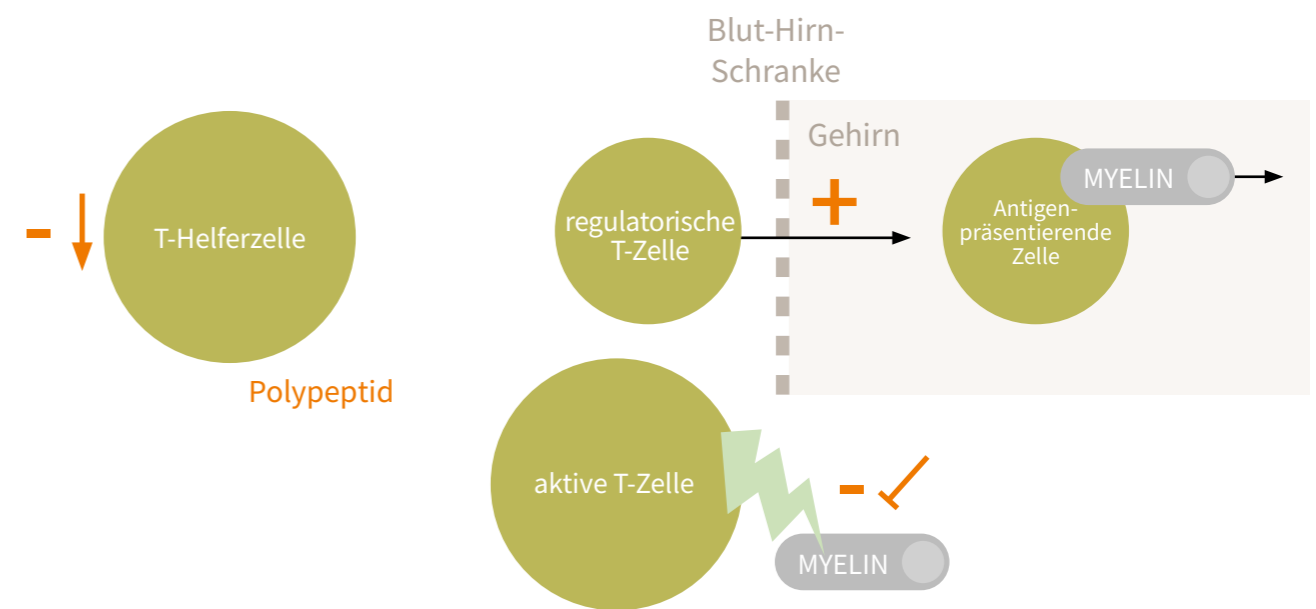 Blut-Hirn-
Schranke
Gehirn
MYELIN
T-Helferzelle
regulatorische
T-Zelle
Antigen-
präsentierende
Zelle
Polypeptid
aktive T-Zelle
MYELIN